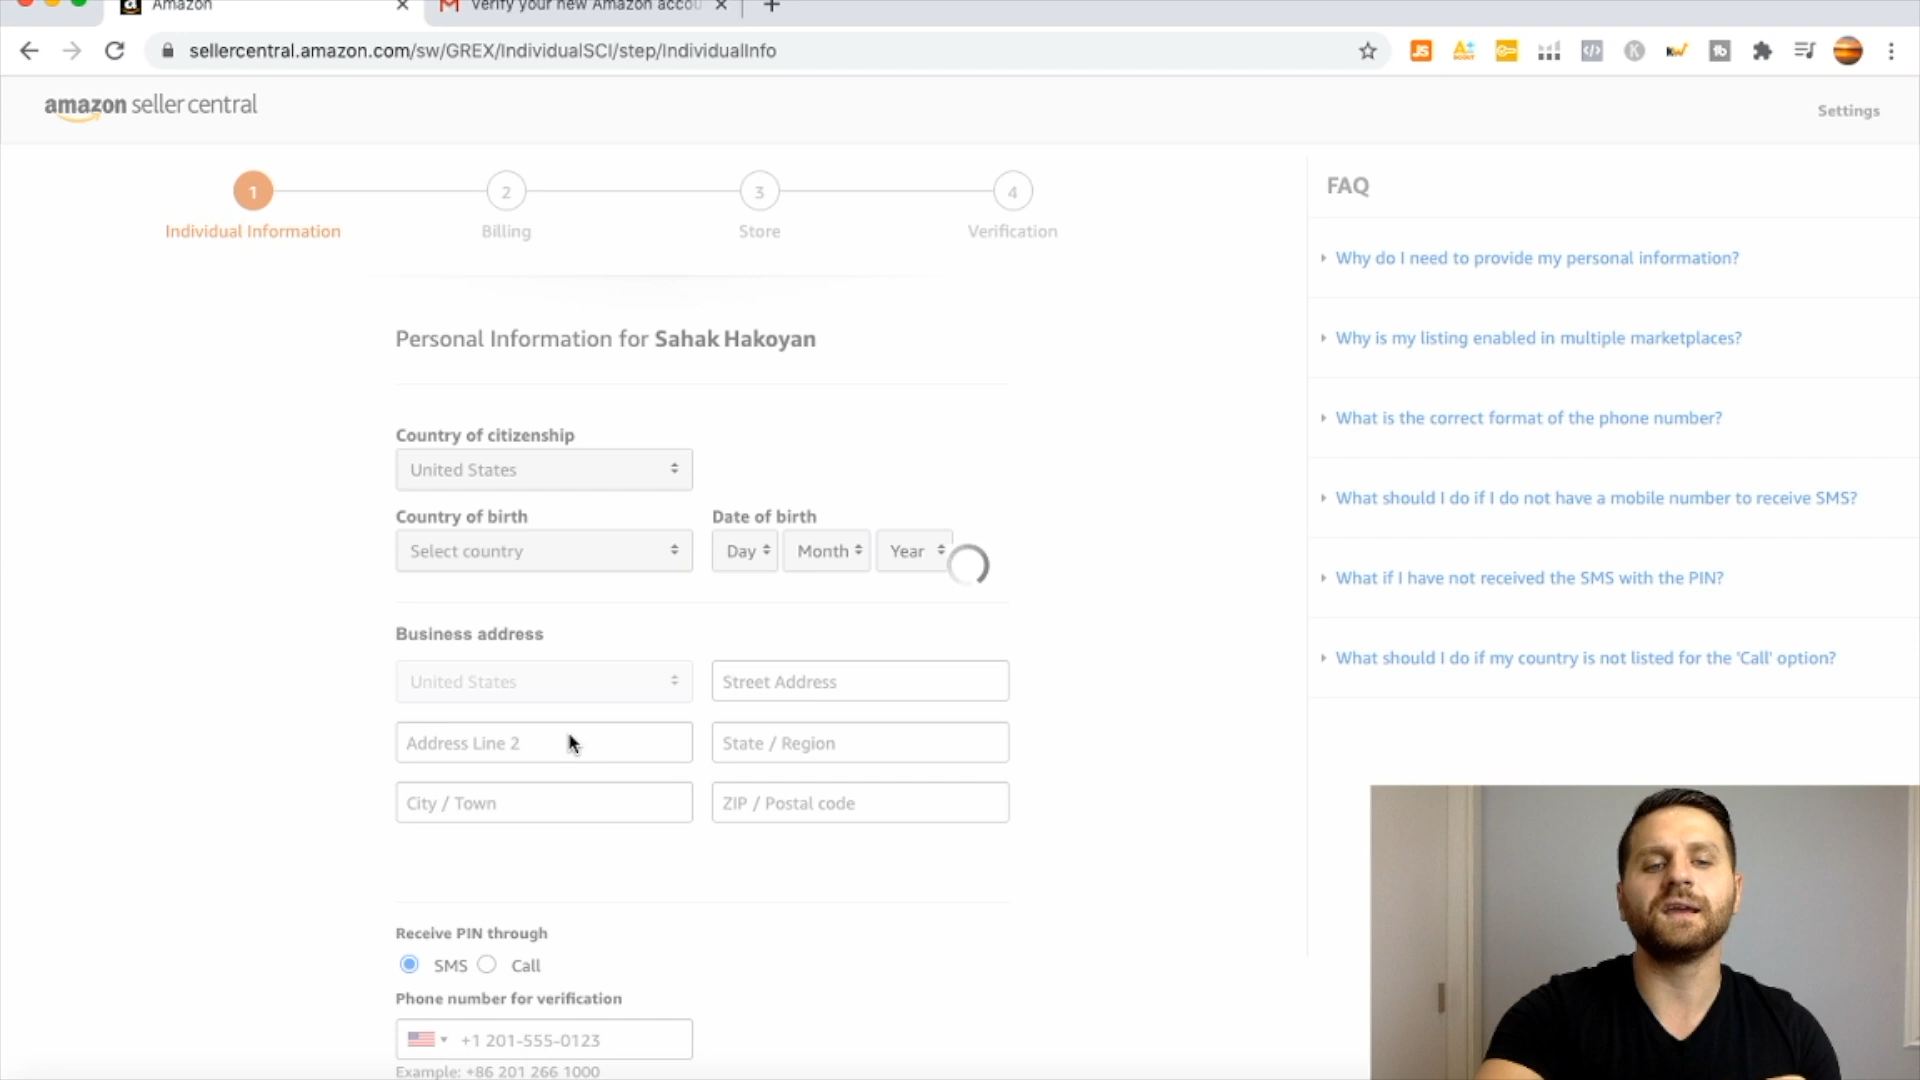 Amazon
Verify your new Amazon accou
sellercentral.amazon.com/sw/GREX/IndividualSCI/step/IndividualInfo
amazon seller central
Settings
1
2
3
4
Individual Information
Billing
Store
Verification
FAQ
Why do I need to provide my personal information?
Why is my listing enabled in multiple marketplaces?
What is the correct format of the phone number?
What should I do if I do not have a mobile number to receive SMS?
What if I have not received the SMS with the PIN?
What should I do if my country is not listed for the 'Call' option?
Personal Information for Sahak Hakoyan
Country of citizenship
United States
Country of birth
Date of birth
Select country
Day
Month
Year
Business address
United States
Street Address
Address Line 2
State / Region
City / Town
ZIP / Postal code
Receive PIN through
SMS
Call
Phone number for verification
+1 201-555-0123
Example: +86 201 266 1000